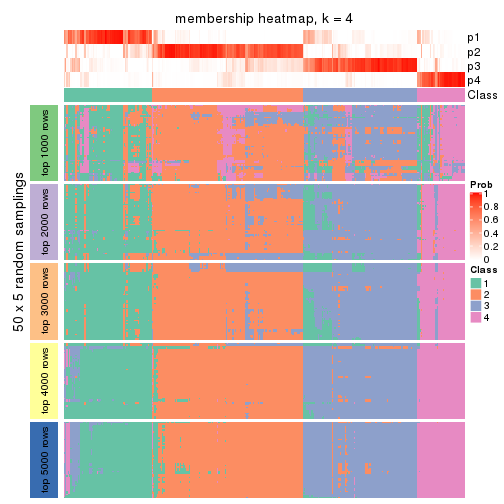 membership heatmap, k = 4
p1
p2
p3
p4
Class
50 x 5 random samplings
top 1000 rows
top 2000 rows
top 3000 rows
top 4000 rows
top 5000 rows
Prob
1
0.8
0.6
0.4
0.2
0
Class
1
2
3
4